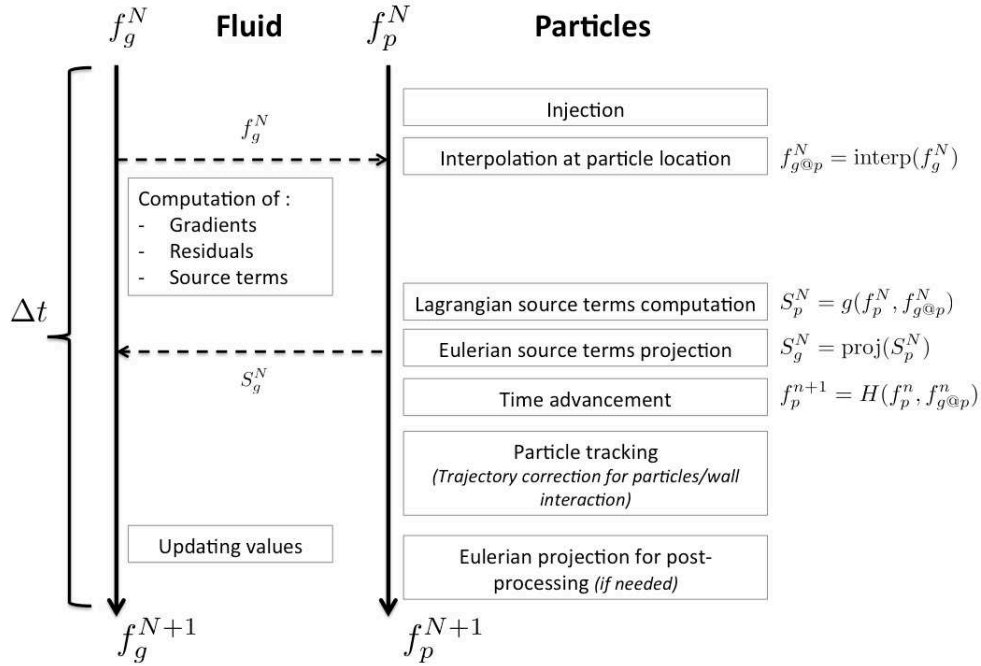 f_g^N Fluid f_p^N Particles
Injection
f_g^N
Interpolation at particle location f_{g@p}^N = interp(f_g^N)
Computation of :
- Gradients
- Residuals
- Source terms
Δt
Lagrangian source terms computation S_p^N = g(f_p^N, f_{g@p}^N)
Eulerian source terms projection S_g^N = proj(S_p^N)
S_g^N
Time advancement f_p^{n+1} = H(f_p^n, f_{g@p}^n)
Particle tracking
(Trajectory correction for particles/wall
interaction)
Updating values
Eulerian projection for post-
processing (if needed)
f_g^{N+1} f_p^{N+1}